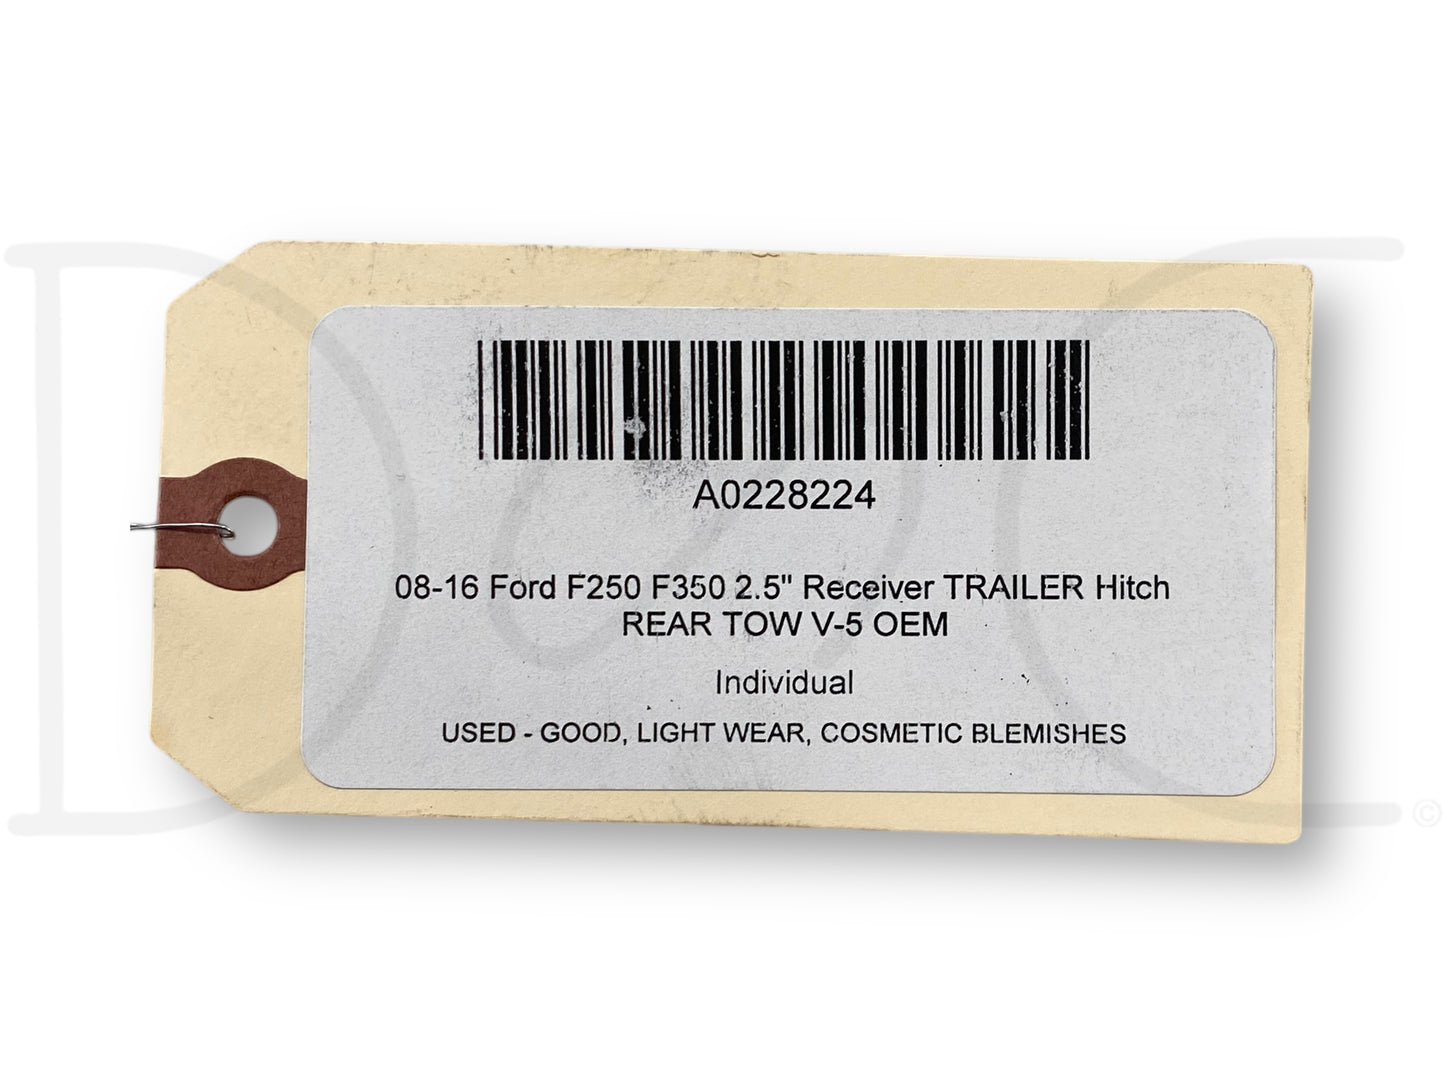 A0228224
08-16 Ford F250 F350 2.5" Receiver TRAILER Hitch
REAR TOW V-5 OEM
Individual
USED - GOOD, LIGHT WEAR, COSMETIC BLEMISHES
©